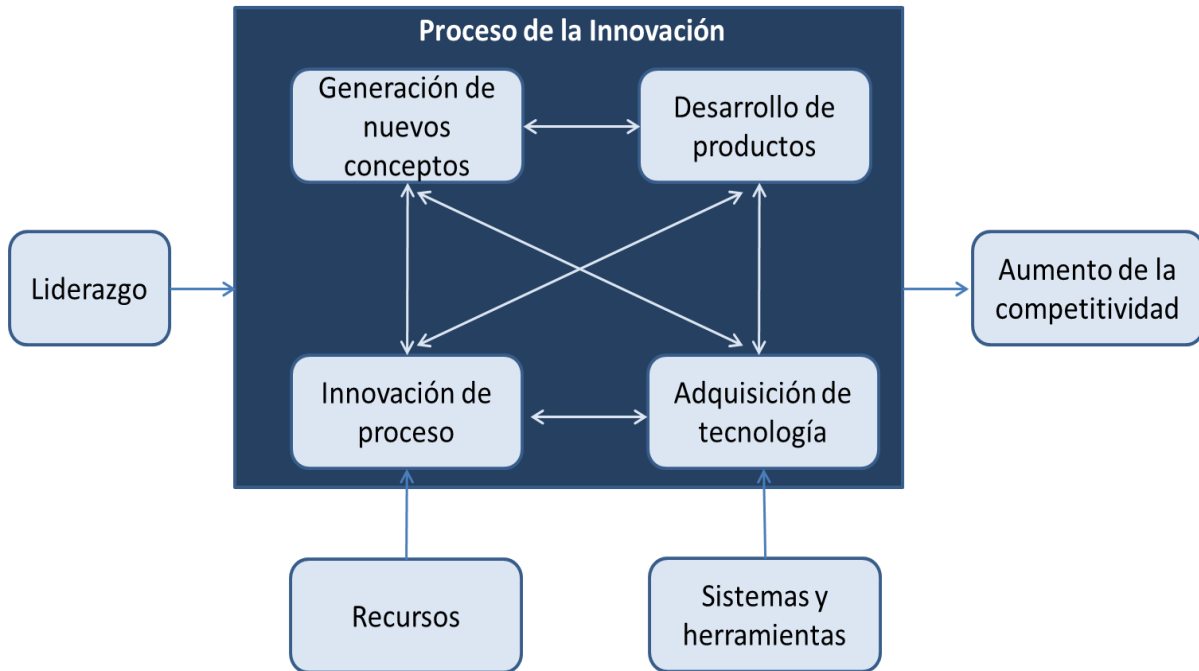 Proceso de la Innovación
Generación de
nuevos
conceptos
Desarrollo de
productos
Liderazgo
Aumento de la
competitividad
Innovación de
proceso
Adquisición de
tecnología
Recursos
Sistemas y
herramientas